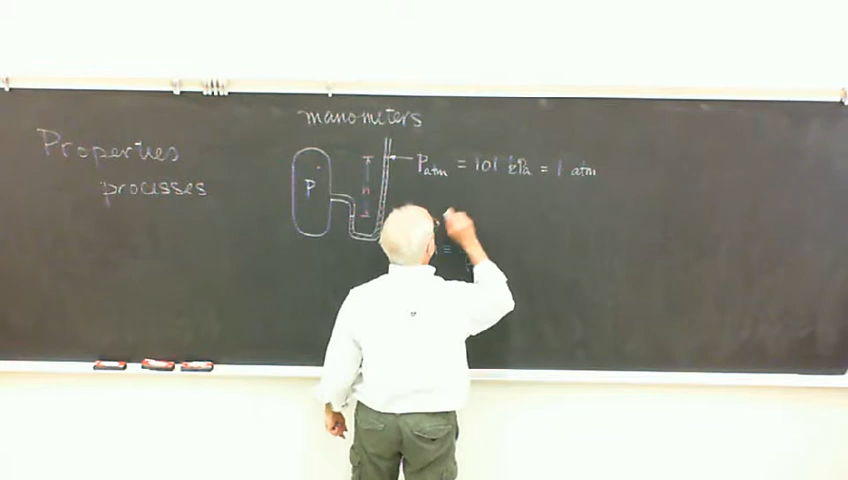 manometers
Properties
processes
P
h
Patm = 101 kPa = 1 atm
=